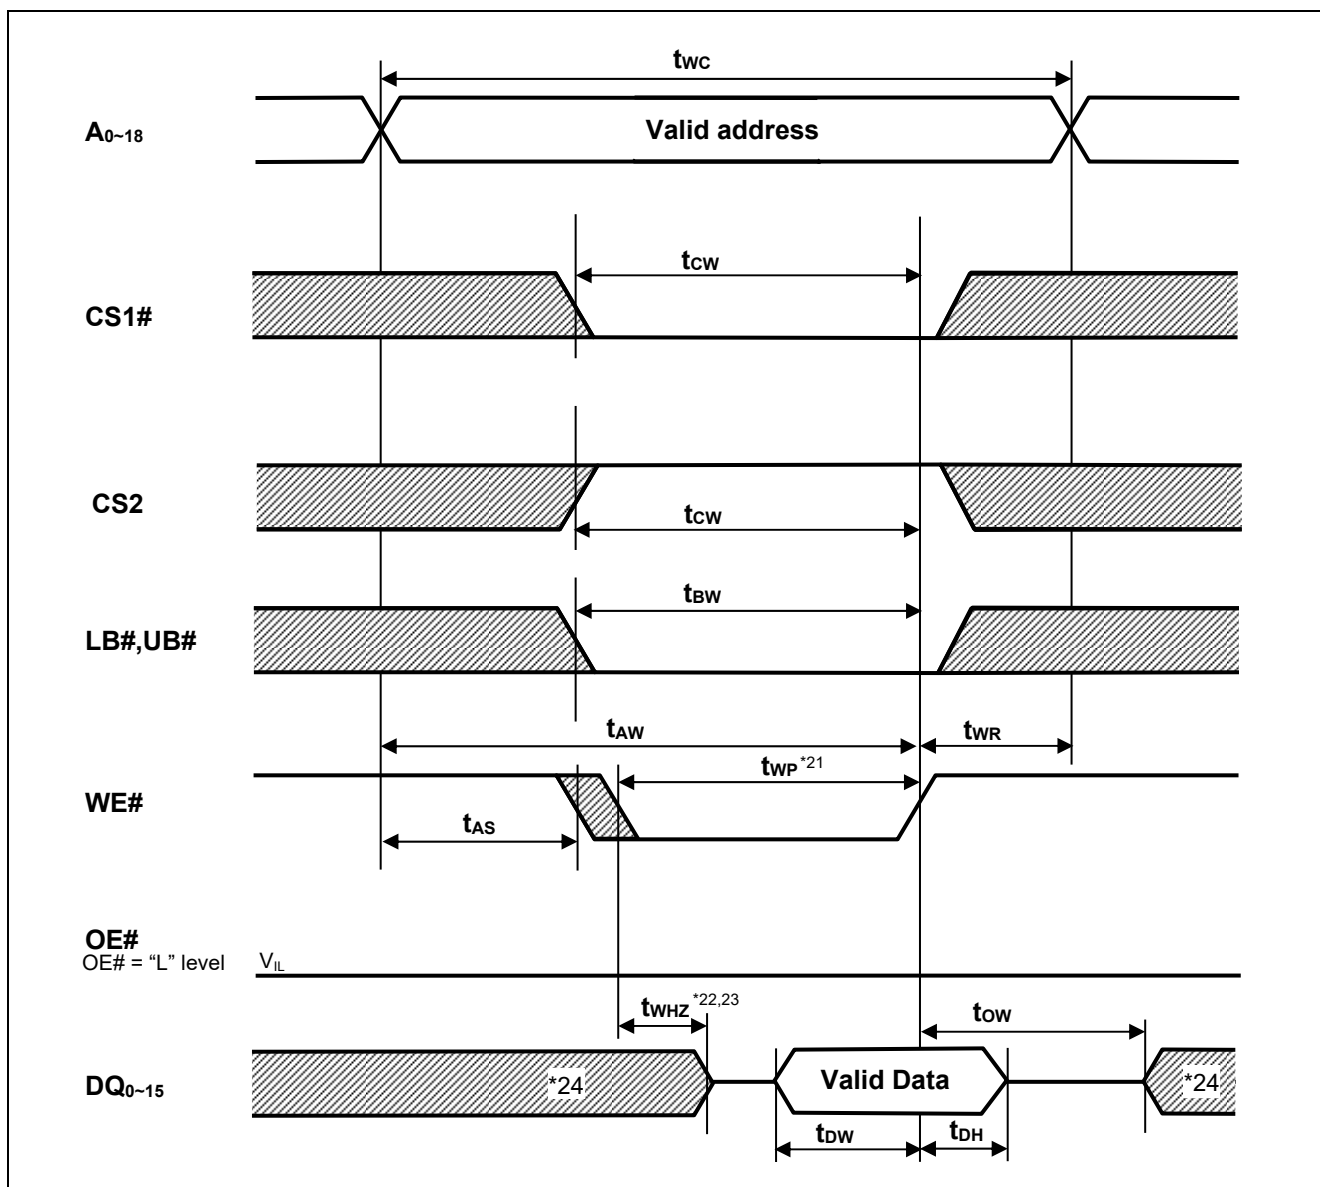 tWC
A0~18
Valid address
tCW
CS1#
CS2
tCW
tBW
LB#,UB#
tAW
tWR
tWP *21
WE#
tAS
OE#
OE# = “L” level
VIL
tWHZ *22,23
tOW
DQ0~15
*24
Valid Data
*24
tDW
tDH